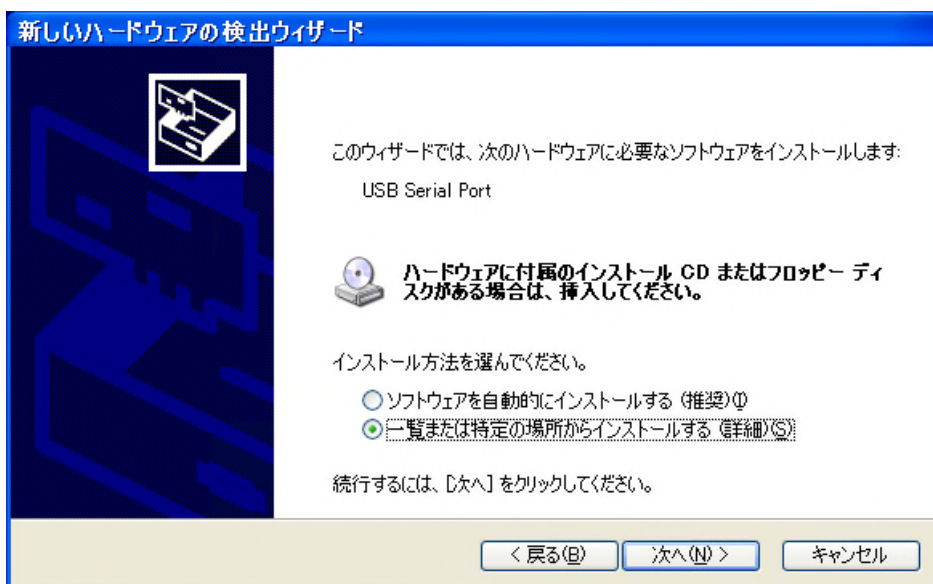 新しいハードウェアの検出ウィザード
このウィザードでは、次のハードウェアに必要なソフトウェアをインストールします:
USB Serial Port
ハードウェアに付属のインストール CD またはフロッピー ディ
スクがある場合は、挿入してください。
インストール方法を選んでください。
ソフトウェアを自動的にインストールする (推奨)(I)
一覧または特定の場所からインストールする (詳細)(S)
続行するには、[次へ] をクリックしてください。
< 戻る(B) 次へ(N) > キャンセル